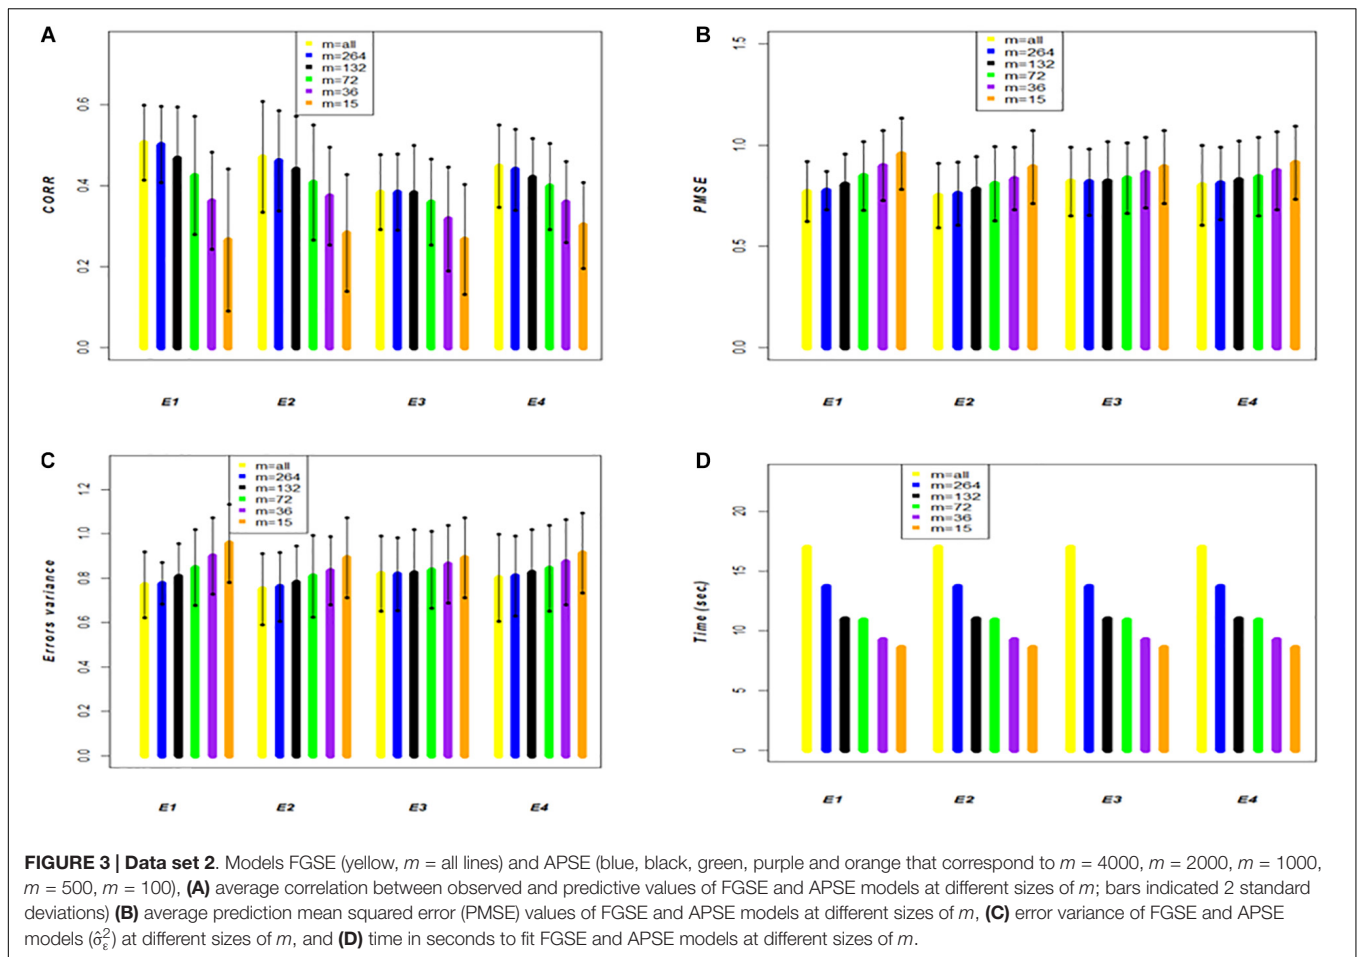 A
m=all
m=264
m=132
m=72
m=36
m=15
CORR
0.6
0.4
0.2
0.0
E1 E2 E3 E4
B
m=all
m=264
m=132
m=72
m=36
m=15
PMSE
1.5
1.0
0.5
0.0
E1 E2 E3 E4
C
m=all
m=264
m=132
m=72
m=36
m=15
Errors variance
1.2
1.0
0.8
0.6
0.4
0.2
0.0
E1 E2 E3 E4
D
m=all
m=264
m=132
m=72
m=36
m=15
Time (sec.)
20
15
10
5
0
E1 E2 E3 E4
FIGURE 3 | Data set 2. Models FGSE (yellow, m = all lines) and APSE (blue, black, green, purple and orange that correspond to m = 4000, m = 2000, m = 1000,
m = 500, m = 100), (A) average correlation between observed and predictive values of FGSE and APSE models at different sizes of m; bars indicated 2 standard
deviations) (B) average prediction mean squared error (PMSE) values of FGSE and APSE models at different sizes of m, (C) error variance of FGSE and APSE
models (σ̂²ε) at different sizes of m, and (D) time in seconds to fit FGSE and APSE models at different sizes of m.